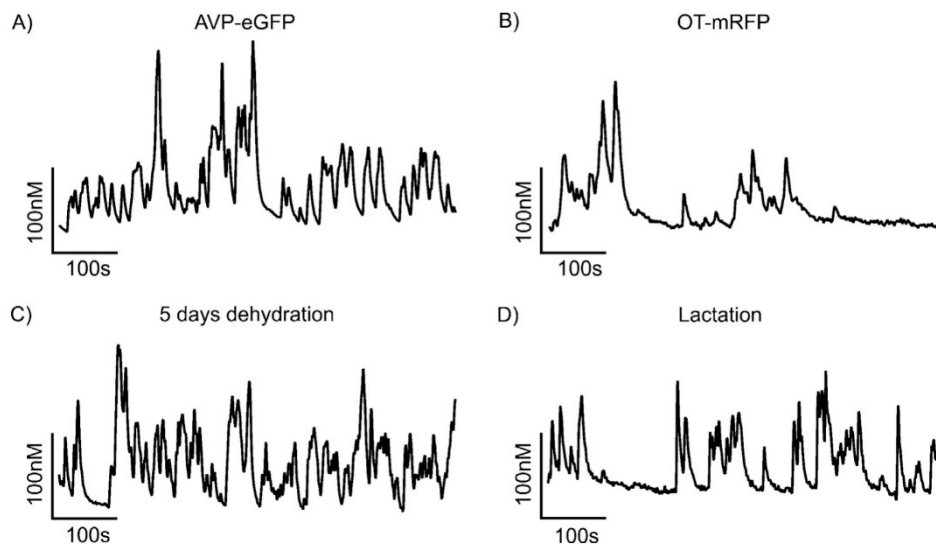 A) AVP-eGFP
B) OT-mRFP
100nM
100s
100nM
100s
C) 5 days dehydration
D) Lactation
100nM
100s
100nM
100s